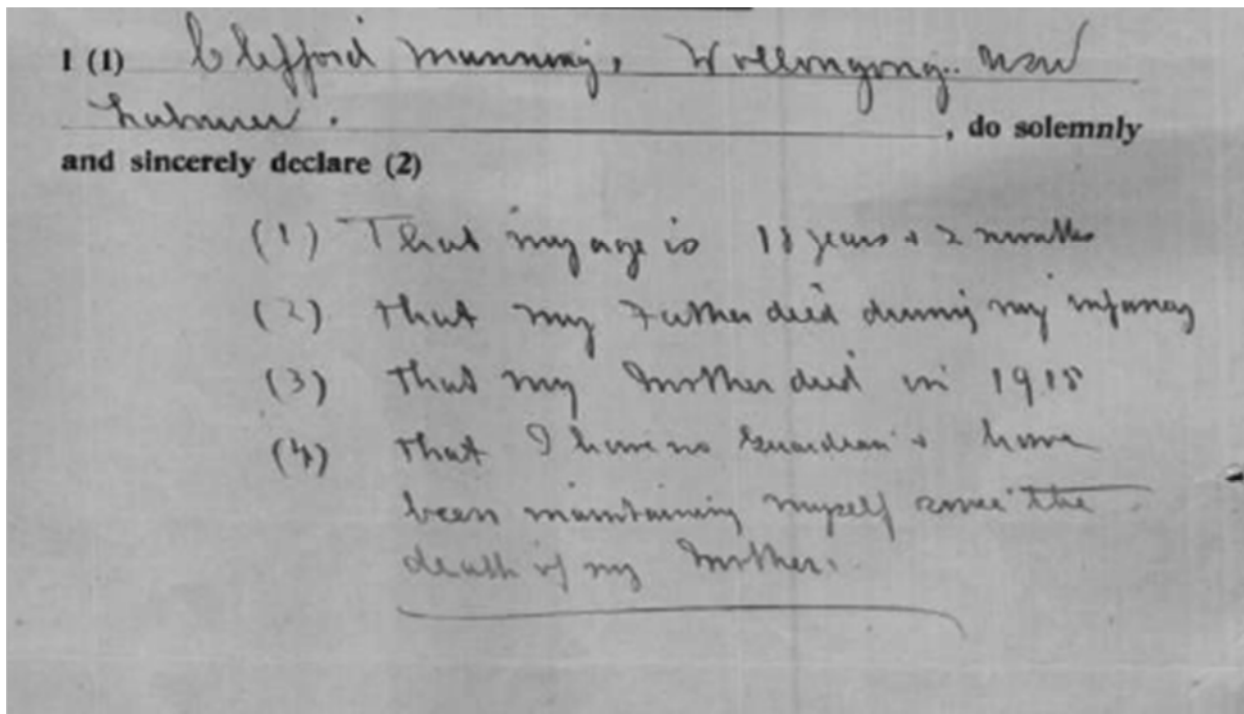 I (1) Clifford Manning, Wollongong. NSW
Labourer.
, do solemnly
and sincerely declare (2)
(1) That my age is 18 years + 2 months
(2) That my Father died during my infancy
(3) That my Mother died in 1915
(4) That I have no Guardian + have
been maintaining myself since the
death of my Mother.